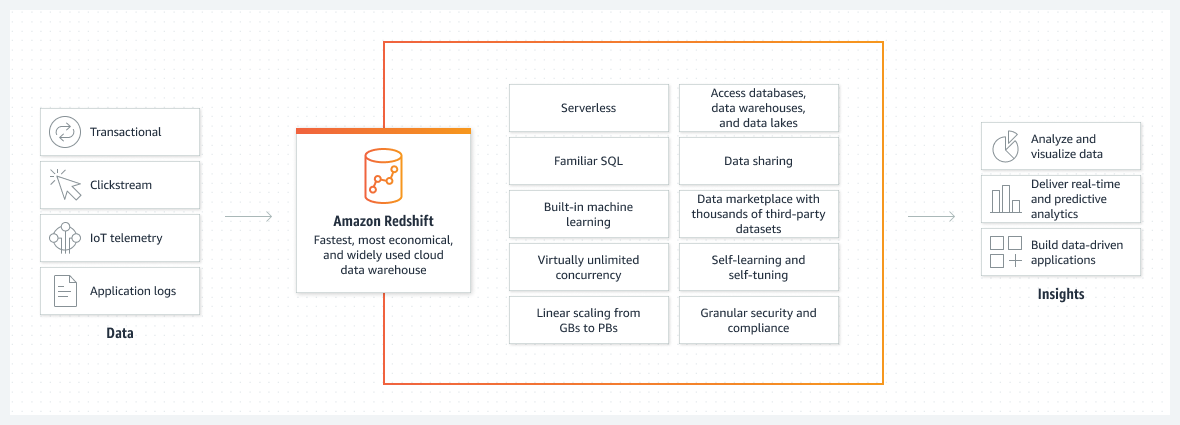 Transactional
Clickstream
IoT telemetry
Application logs
Data
Amazon Redshift
Fastest, most economical,
and widely used cloud
data warehouse
Serverless
Access databases,
data warehouses,
and data lakes
Familiar SQL
Data sharing
Built-in machine
learning
Data marketplace with
thousands of third-party
datasets
Virtually unlimited
concurrency
Self-learning and
self-tuning
Linear scaling from
GBs to PBs
Granular security and
compliance
Analyze and
visualize data
Deliver real-time
and predictive
analytics
Build data-driven
applications
Insights